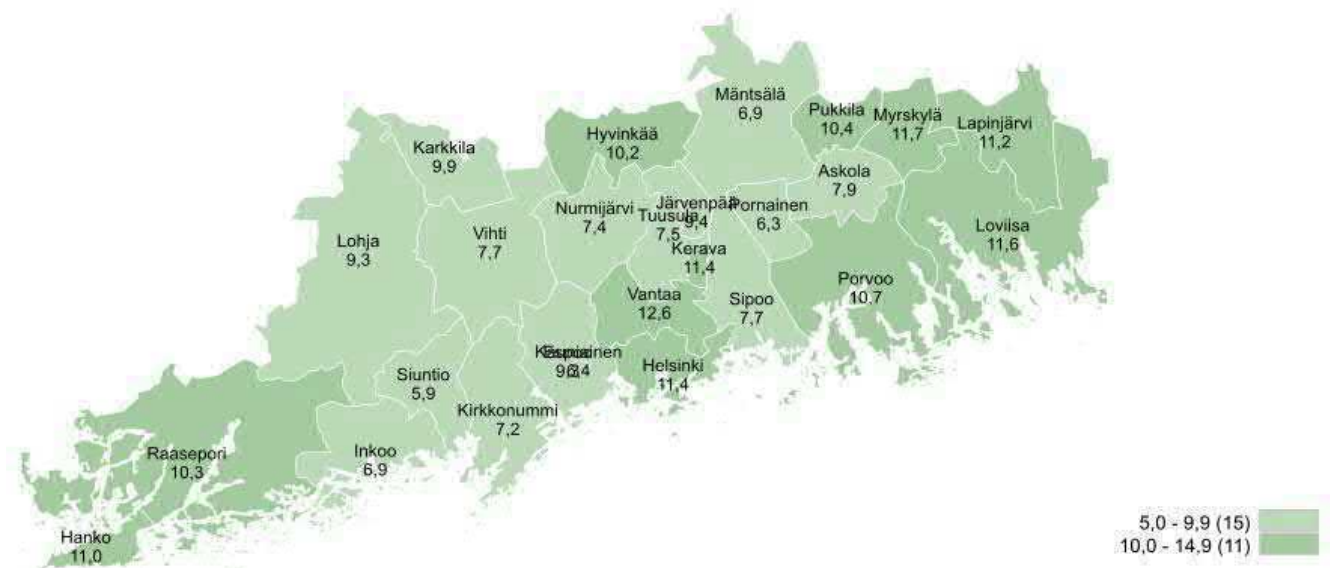 Mäntsälä
6,9
Pukkila
10,4
Myrskylä
11,7
Lapinjärvi
11,2
Hyvinkää
10,2
Karkkila
9,9
Askola
7,9
Järvenpää
9,4
Pornainen
6,3
Nurmijärvi
7,4
Tuusula
7,5
Loviisa
11,6
Vihti
7,7
Lohja
9,3
Kerava
11,4
Porvoo
10,7
Vantaa
12,6
Sipoo
7,7
Helsinki
11,4
Siuntio
5,9
Kirkkonummi
7,2
Inkoo
6,9
Raasepori
10,3
Hanko
11,0
5,0 - 9,9 (15)
10,0 - 14,9 (11)